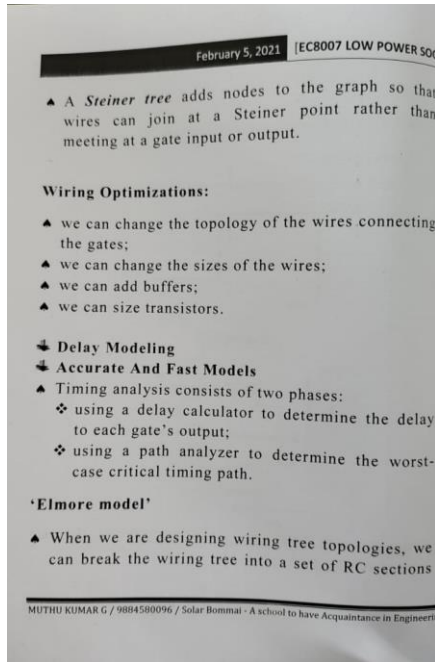 February 5, 2021 [EC8007 LOW POWER SOC
♠ A Steiner tree adds nodes to the graph so that
wires can join at a Steiner point rather than
meeting at a gate input or output.
Wiring Optimizations:
♠ we can change the topology of the wires connecting
the gates;
♠ we can change the sizes of the wires;
♠ we can add buffers;
♠ we can size transistors.
Delay Modeling
Accurate And Fast Models
♠ Timing analysis consists of two phases:
❖ using a delay calculator to determine the delay
to each gate's output;
❖ using a path analyzer to determine the worst-
case critical timing path.
‘Elmore model’
♠ When we are designing wiring tree topologies, we
can break the wiring tree into a set of RC sections
MUTHU KUMAR G / 9884580096 / Solar Bommai - A school to have Acquaintance in Engineeri